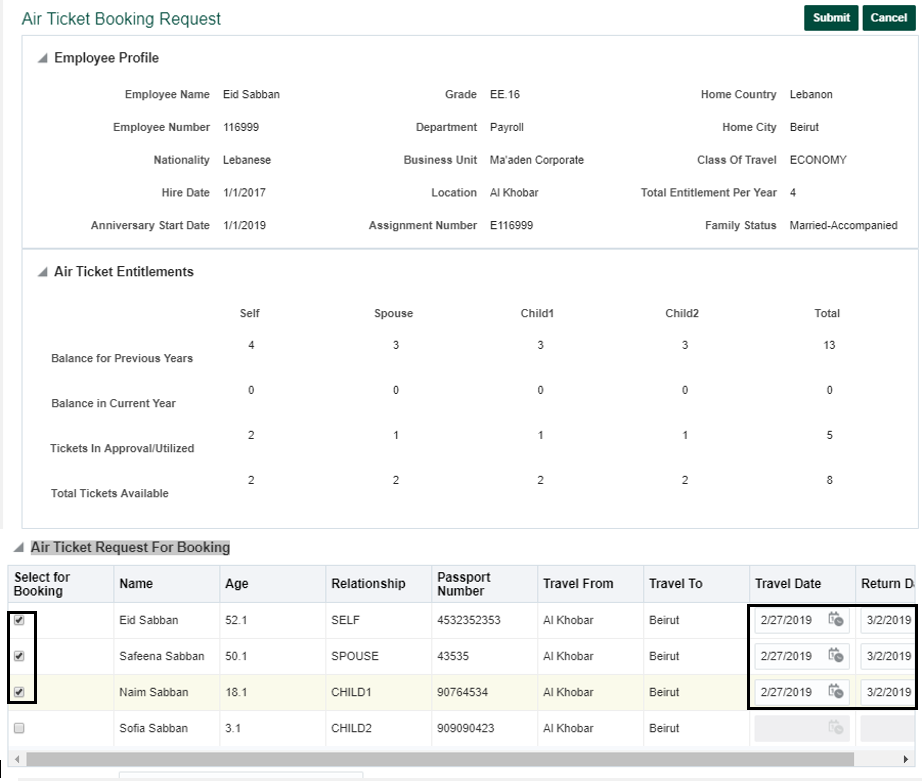 Air Ticket Booking Request Submit Cancel
Employee Profile
Employee Name Eid Sabban Grade EE.16 Home Country Lebanon
Employee Number 116999 Department Payroll Home City Beirut
Nationality Lebanese Business Unit Ma'aden Corporate Class Of Travel ECONOMY
Hire Date 1/1/2017 Location Al Khobar Total Entitlement Per Year 4
Anniversary Start Date 1/1/2019 Assignment Number E116999 Family Status Married-Accompanied
Air Ticket Entitlements
Self Spouse Child1 Child2 Total
Balance for Previous Years 4 3 3 3 13
Balance in Current Year 0 0 0 0 0
Tickets In Approval/Utilized 2 1 1 1 5
Total Tickets Available 2 2 2 2 8
Air Ticket Request For Booking
Select for Booking Name Age Relationship Passport Number Travel From Travel To Travel Date Return D
Eid Sabban 52.1 SELF 4532352353 Al Khobar Beirut 2/27/2019 3/2/2019
Safeena Sabban 50.1 SPOUSE 43535 Al Khobar Beirut 2/27/2019 3/2/2019
Naim Sabban 18.1 CHILD1 90764534 Al Khobar Beirut 2/27/2019 3/2/2019
Sofia Sabban 3.1 CHILD2 909090423 Al Khobar Beirut